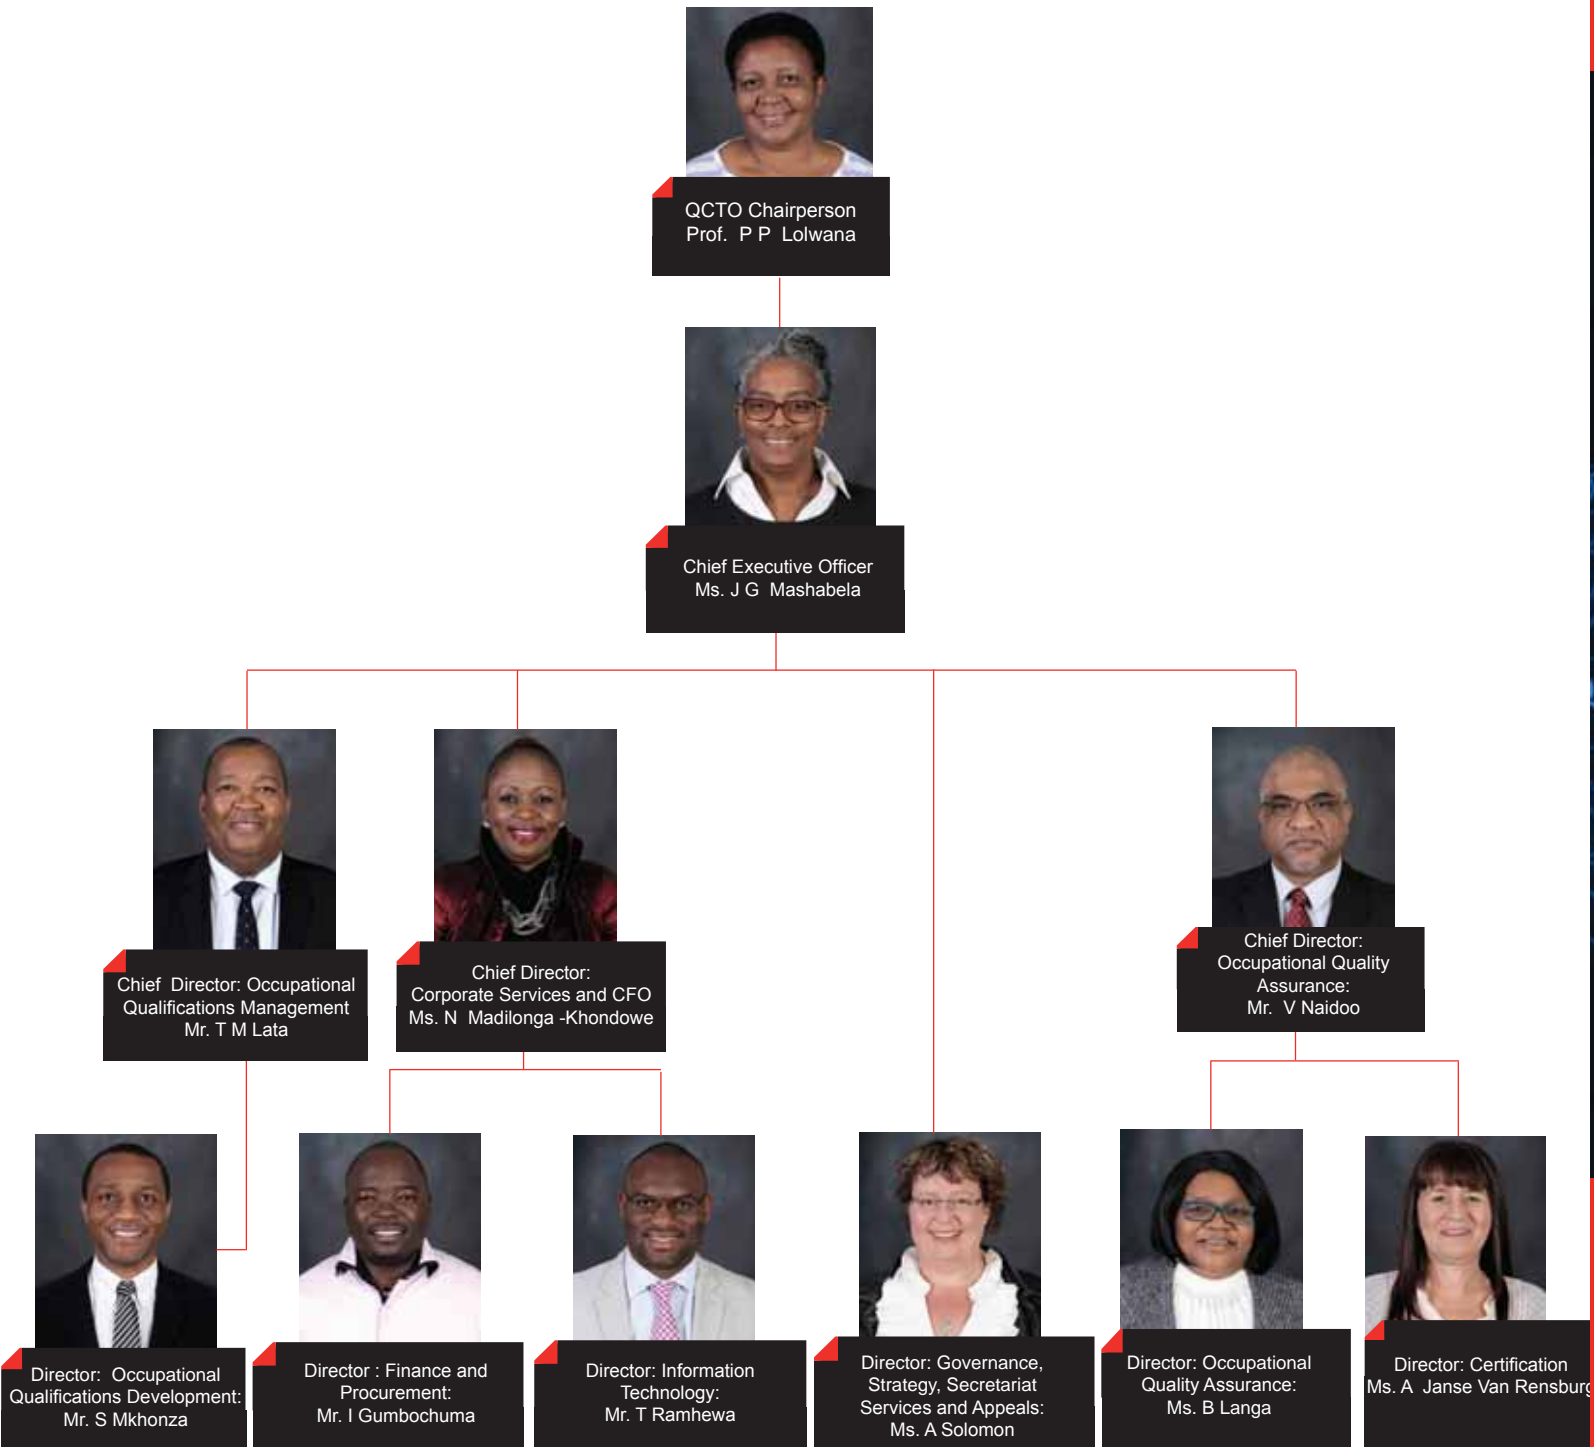 QCTO Chairperson
Prof. P P Lolwana
Chief Executive Officer
Ms. J G Mashabela
Chief Director: Occupational
Qualifications Management
Mr. T M Lata
Chief Director:
Corporate Services and CFO
Ms. N Madilonga -Khondowe
Chief Director:
Occupational Quality
Assurance:
Mr. V Naidoo
Director: Occupational
Qualifications Development:
Mr. S Mkhonza
Director : Finance and
Procurement:
Mr. I Gumbochuma
Director: Information
Technology:
Mr. T Ramhewa
Director: Governance,
Strategy, Secretariat
Services and Appeals:
Ms. A Solomon
Director: Occupational
Quality Assurance:
Ms. B Langa
Director: Certification
Ms. A Janse Van Rensburg